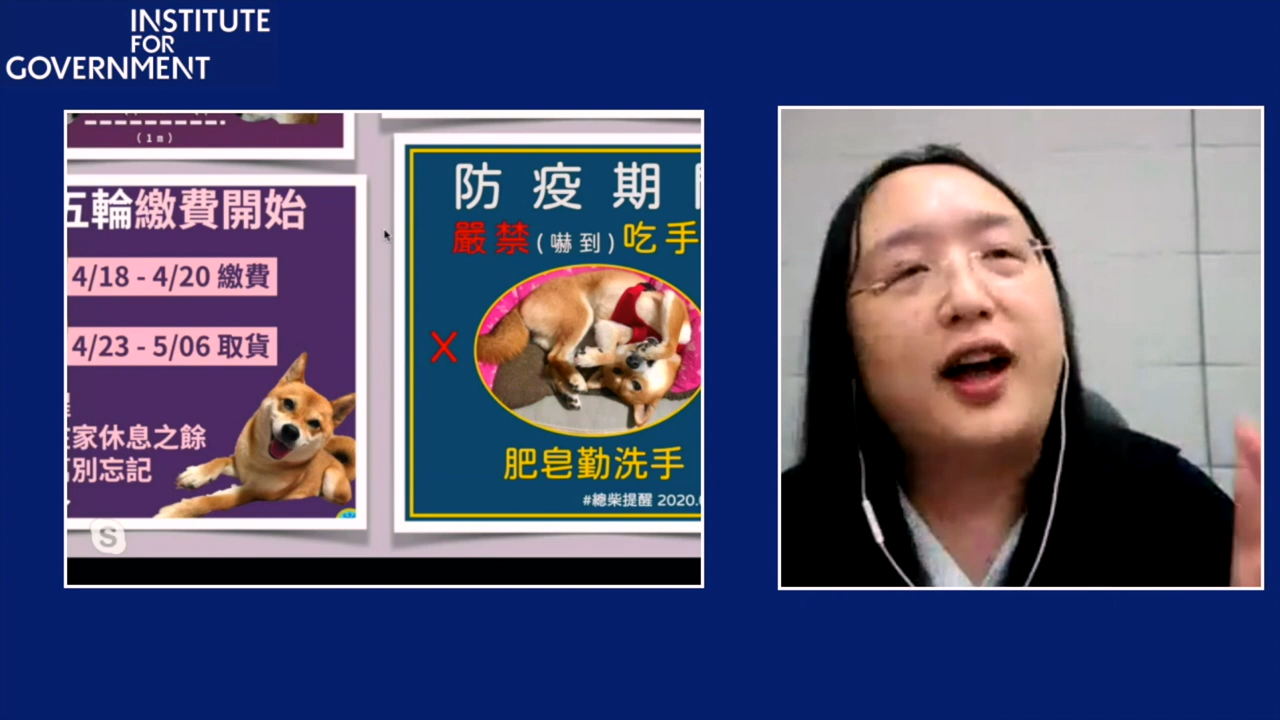 INSTITUTE
FOR
GOVERNMENT
(1m)
五輪繳費開始
4/18 - 4/20 繳費
4/23 - 5/06 取貨
家休息之餘
別忘記
S
防疫期
嚴禁(嚇到)吃手
肥皂勤洗手
#總柴提醒 2020.